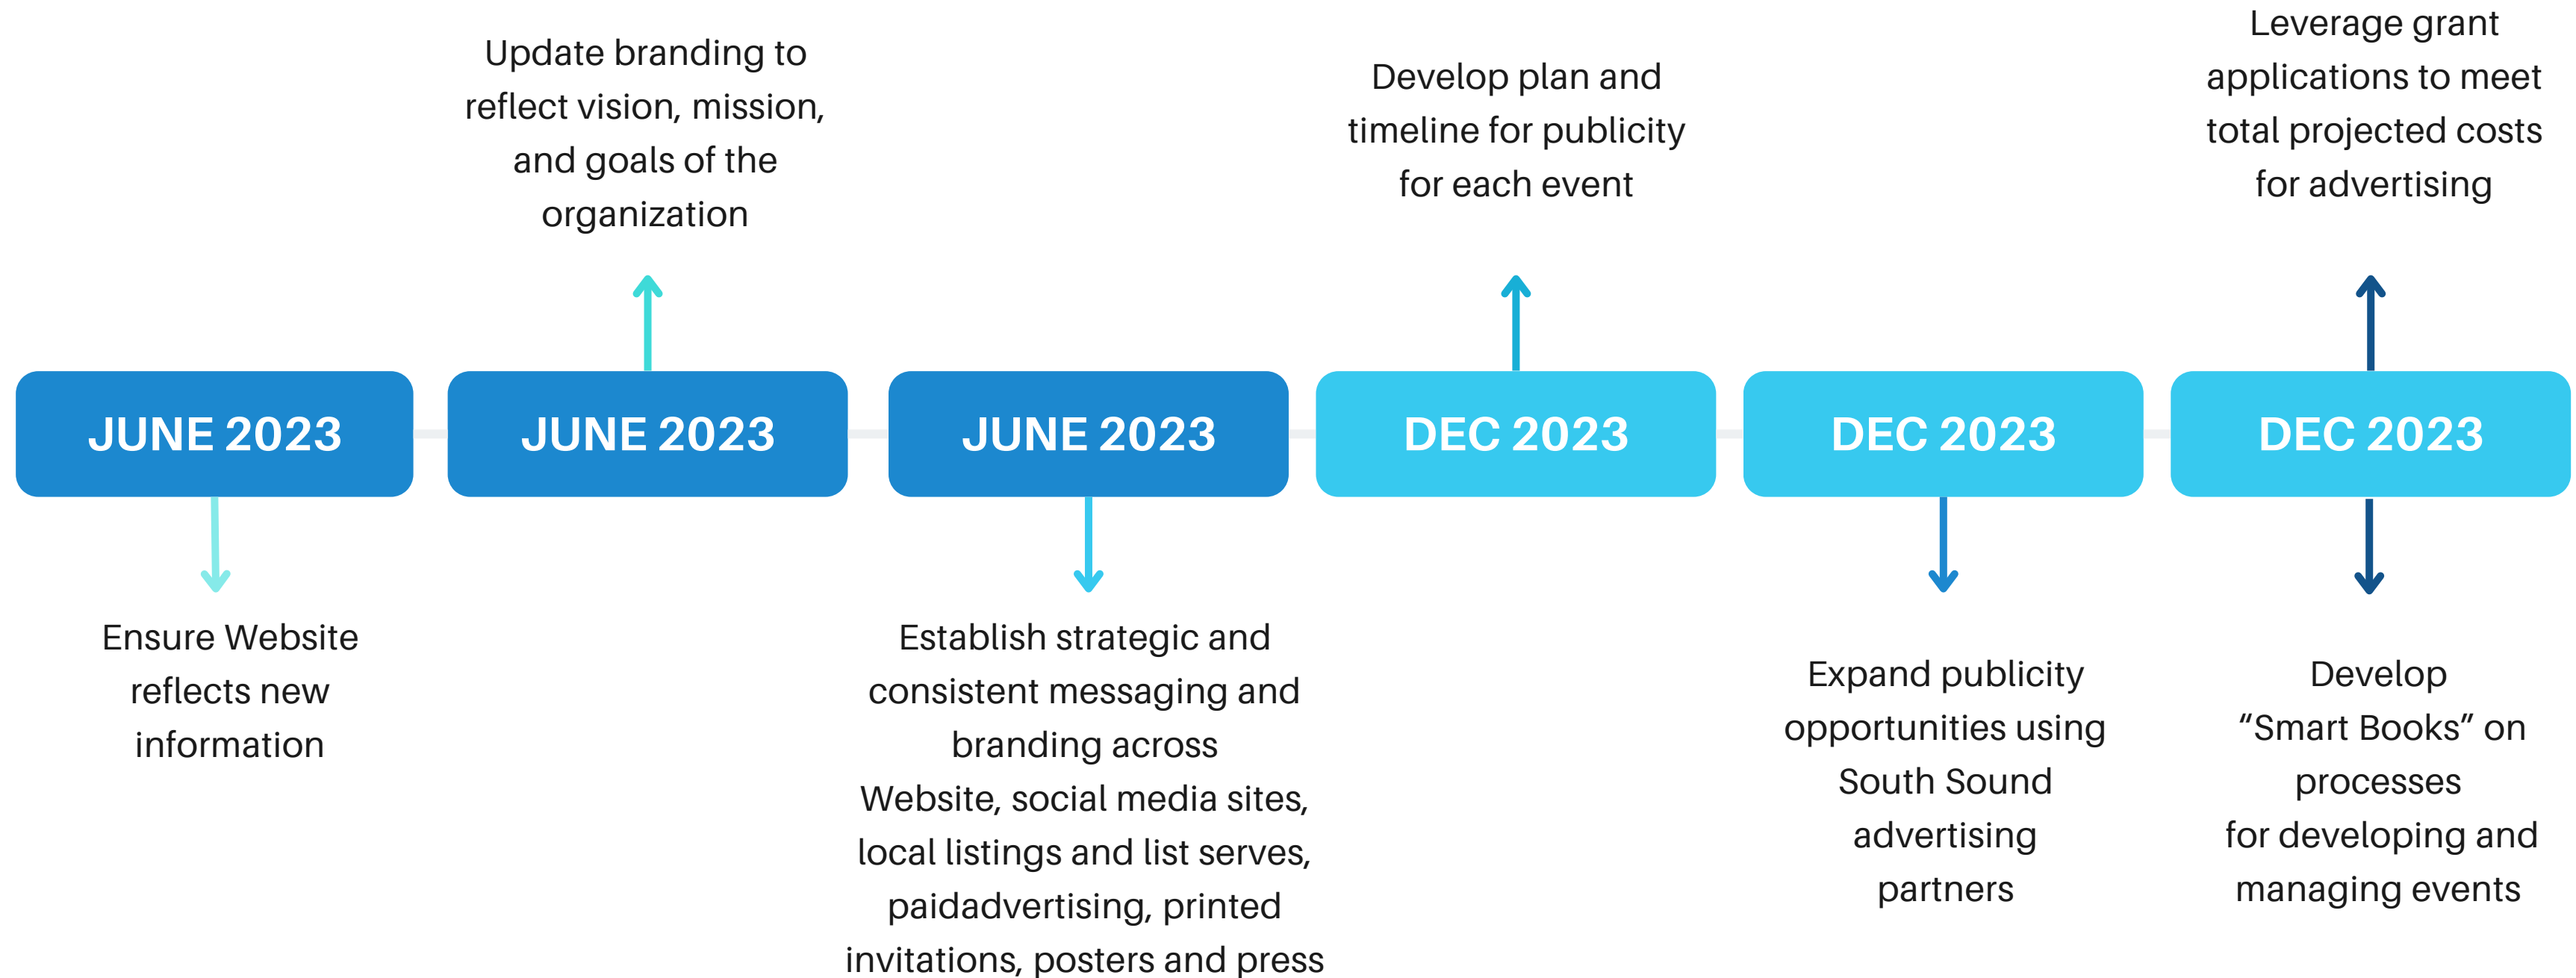 Update branding to
reflect vision, mission,
and goals of the
organization
Develop plan and
timeline for publicity
for each event
Leverage grant
applications to meet
total projected costs
for advertising
JUNE 2023
JUNE 2023
JUNE 2023
DEC 2023
DEC 2023
DEC 2023
Ensure Website
reflects new
information
Establish strategic and
consistent messaging and
branding across
Website, social media sites,
local listings and list serves,
paidadvertising, printed
invitations, posters and press
Expand publicity
opportunities using
South Sound
advertising
partners
Develop
“Smart Books” on
processes
for developing and
managing events